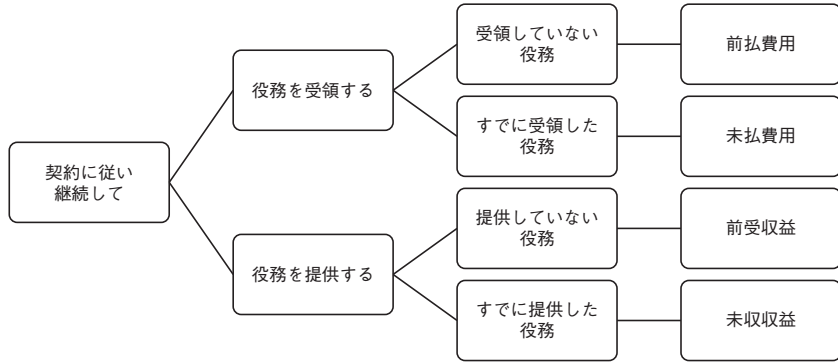 契約に従い
継続して
役務を受領する
役務を提供する
受領していない
役務
すでに受領した
役務
提供していない
役務
すでに提供した
役務
前払費用
未払費用
前受収益
未収収益